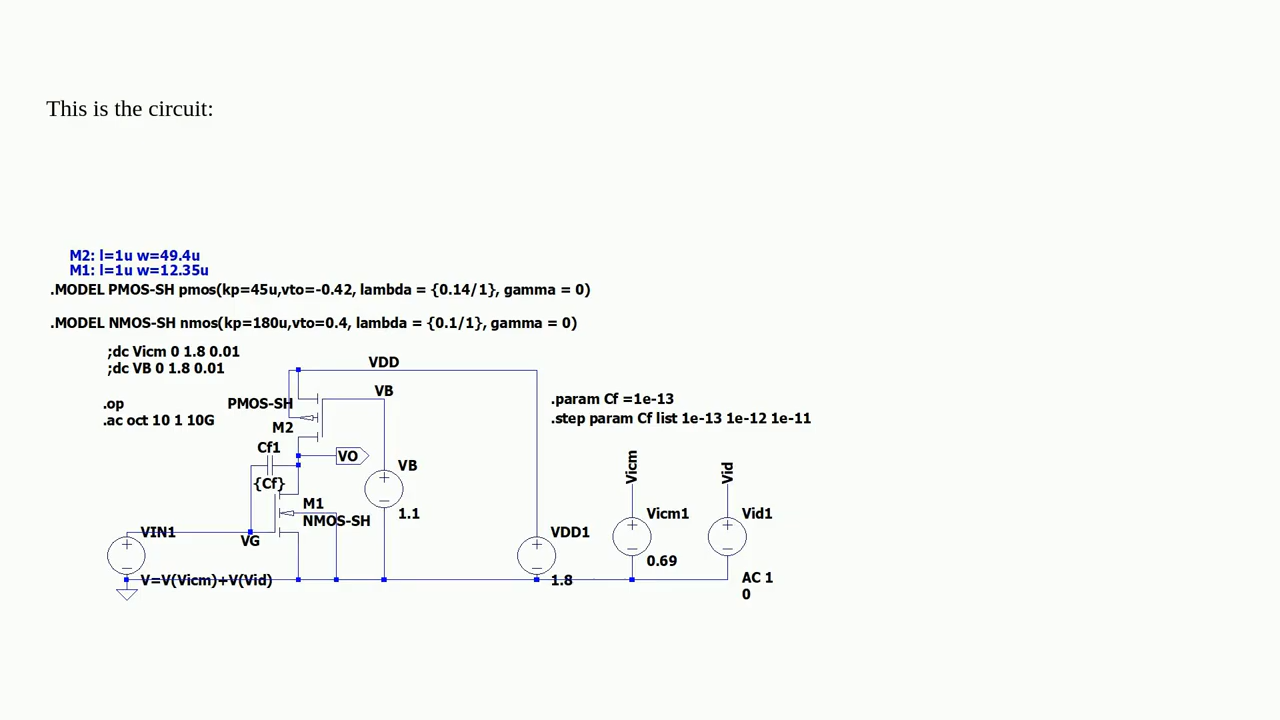 This is the circuit:
M2: l=1u w=49.4u
M1: l=1u w=12.35u
.MODEL PMOS-SH pmos(kp=45u,vto=-0.42, lambda = {0.14/1}, gamma = 0)
.MODEL NMOS-SH nmos(kp=180u,vto=0.4, lambda = {0.1/1}, gamma = 0)
;dc Vicm 0 1.8 0.01
;dc VB 0 1.8 0.01
.op
.ac oct 10 1 10G
VDD
VB
PMOS-SH
M2
Cf1
{Cf}
VO
VB
1.1
M1
NMOS-SH
VIN1
VG
V=V(Vicm)+V(Vid)
.param Cf =1e-13
.step param Cf list 1e-13 1e-12 1e-11
VDD1
1.8
Vicm
Vicm1
0.69
Vid
Vid1
AC 1
0